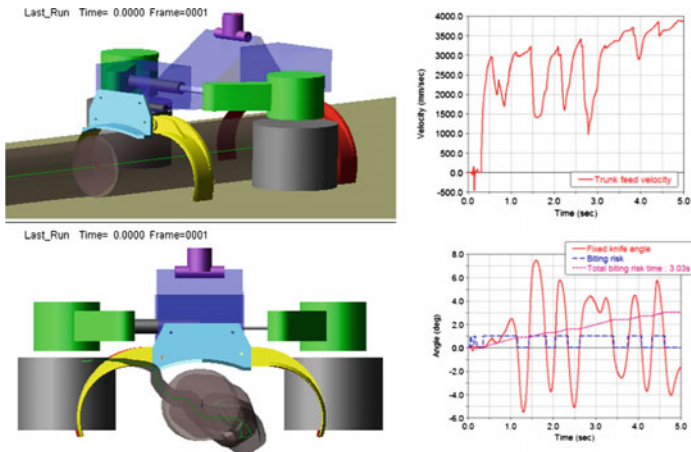 Last_Run Time= 0.0000 Frame=0001
4000.0
3500.0
3000.0
2500.0
2000.0
1500.0
1000.0
500.0
0.0
-500.0
Velocity (mm/sec)
Trunk feed velocity
0.0 1.0 2.0 3.0 4.0 5.0
Time (sec)
Last_Run Time= 0.0000 Frame=0001
8.0
6.0
4.0
2.0
0.0
-2.0
-4.0
-6.0
Angle (deg)
Fixed knife angle
Biting risk
Total biting risk time : 3.03s
0.0 1.0 2.0 3.0 4.0 5.0
Time (sec)